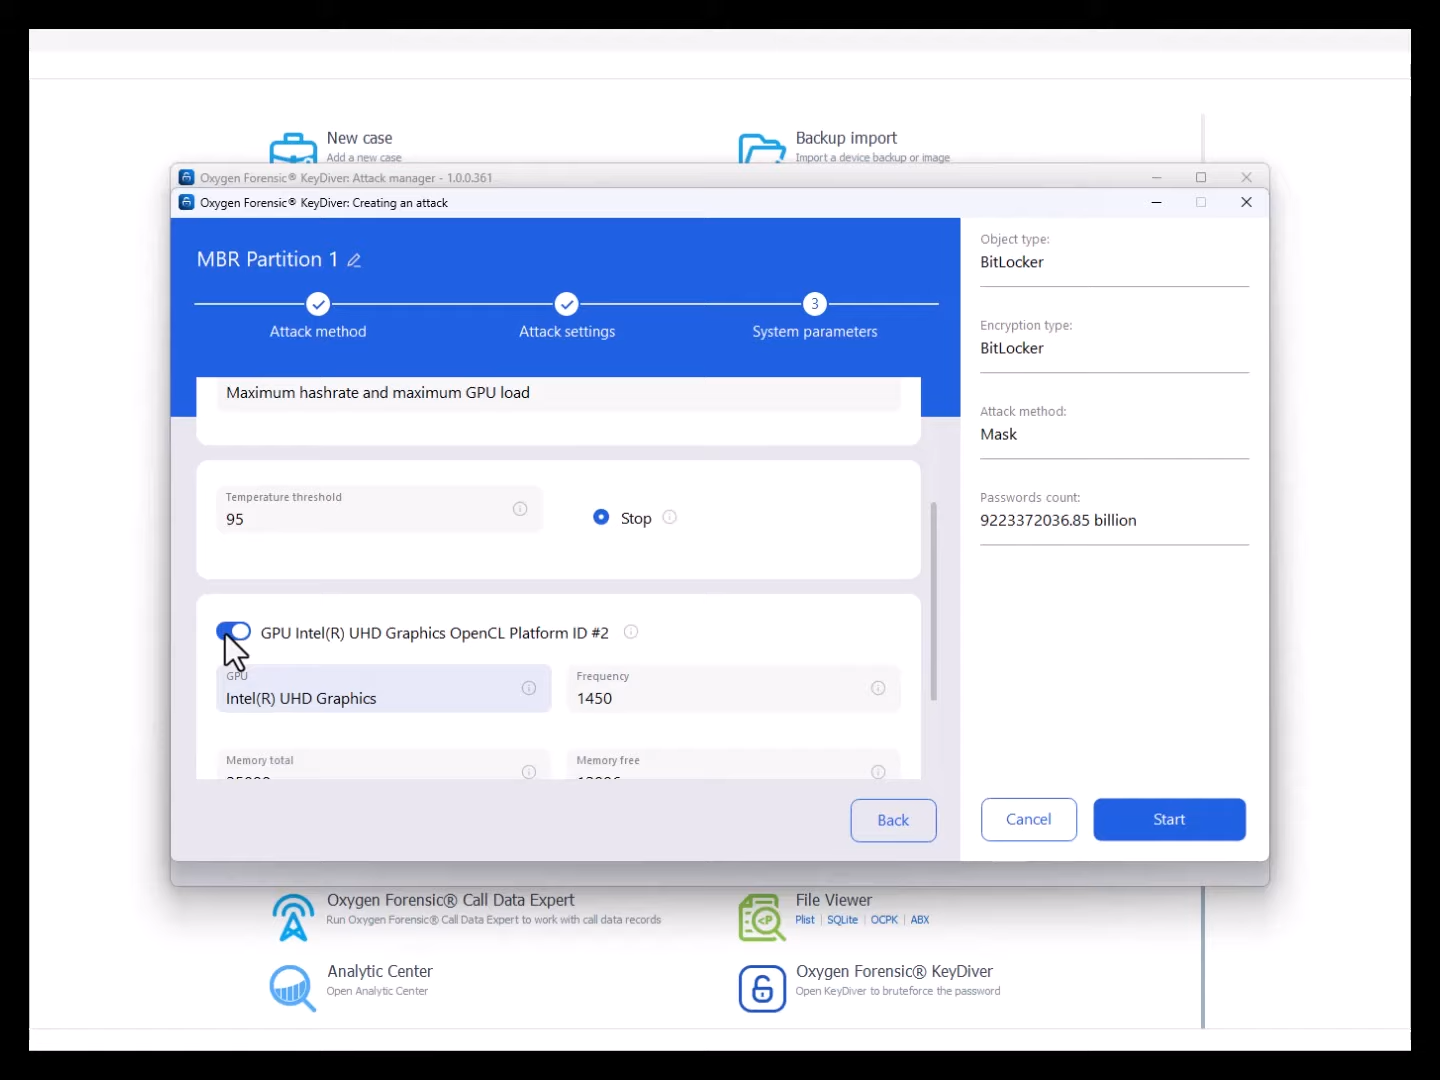 New case
Add a new case
Backup import
Import a device backup or image
Oxygen Forensic® KeyDiver: Attack manager - 1.0.0.361
Oxygen Forensic® KeyDiver: Creating an attack
MBR Partition 1
3
Attack method
Attack settings
System parameters
Maximum hashrate and maximum GPU load
Temperature threshold
95
Stop
GPU Intel(R) UHD Graphics OpenCL Platform ID #2
GPU
Intel(R) UHD Graphics
Frequency
1450
Memory total
Memory free
Back
Object type:
BitLocker
Encryption type:
BitLocker
Attack method:
Mask
Passwords count:
9223372036.85 billion
Cancel
Start
Oxygen Forensic® Call Data Expert
Run Oxygen Forensic® Call Data Expert to work with call data records
File Viewer
Plist | SQLite | OCPK | ABX
Analytic Center
Open Analytic Center
Oxygen Forensic® KeyDiver
Open KeyDiver to bruteforce the password